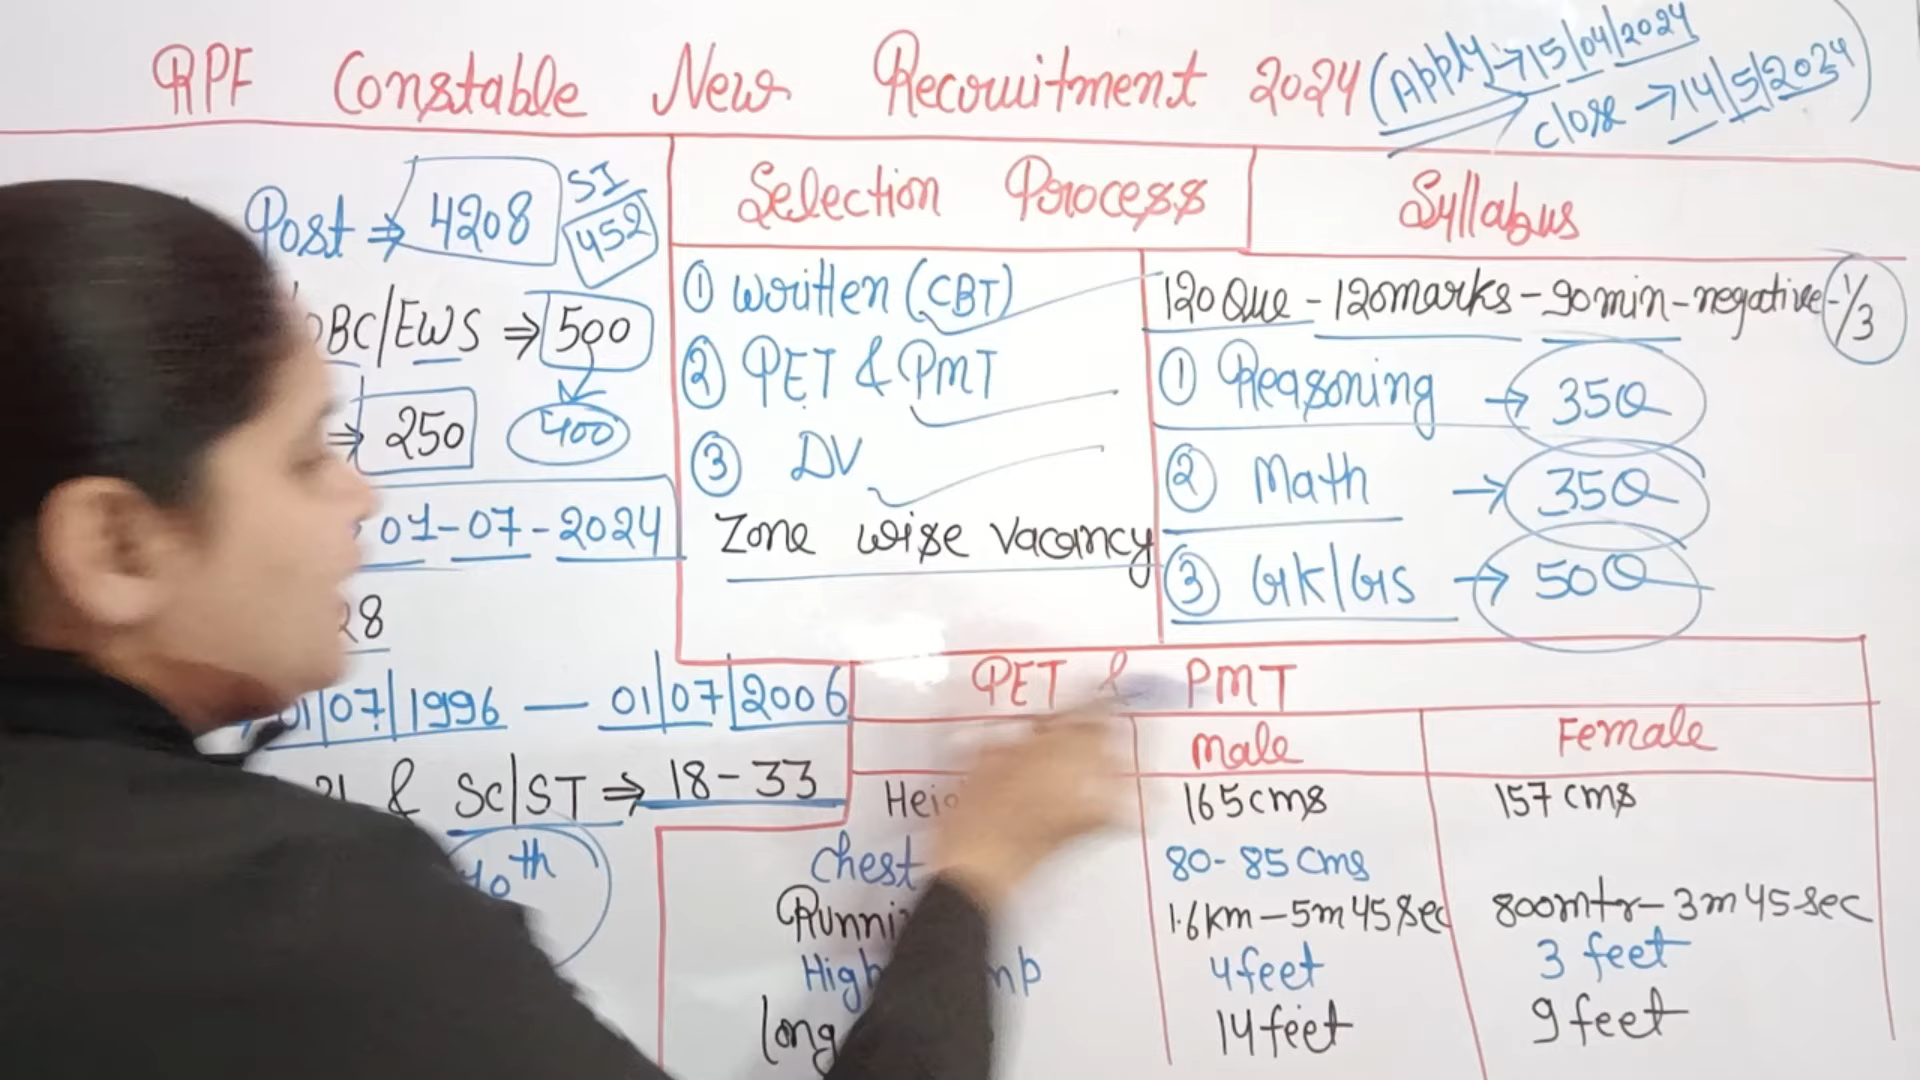 RPF Constable New Recruitment 2024 (Apply → 15/04/2024
Close → 14/5/2024)
Post ⇒ 4208
SI
452
OBC/EWS ⇒ 500
400
⇒ 250
01-07-2024
28
01/07/1996 — 01/07/2006
& SC/ST ⇒ 18-33
10th
Selection Process
① Written (CBT)
② PET & PMT
③ DV
Zone wise Vacancy
Syllabus
120 Que - 120 marks - 90 min - negative - 1/3
① Reasoning → 35Q
② Math → 35Q
③ GK/GS → 50Q
PET & PMT
Male Female
165 cms 157 cms
Chest 80-85 cms
1.6 km - 5m 45 sec 800 mtr - 3m 45 sec
4 feet 3 feet
long 14 feet 9 feet